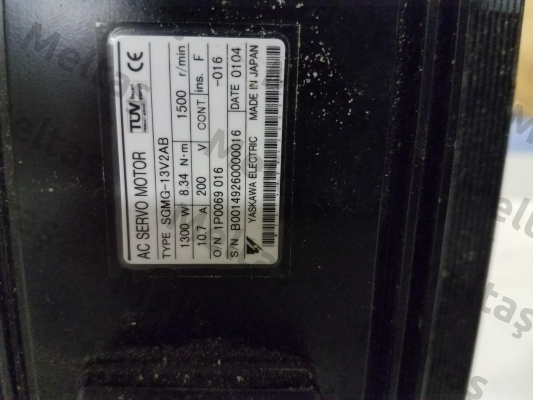 AC SERVO MOTOR TÜV CE
TYPE SGMG-13V2AB
1300 W 8.34 N·m 1500 r/min
10.7 A 200 V CONT. ins. F
O/N 1P0069 016 -016
S/N B00149260000016 DATE 0104
YASKAWA ELECTRIC MADE IN JAPAN
Meltaş